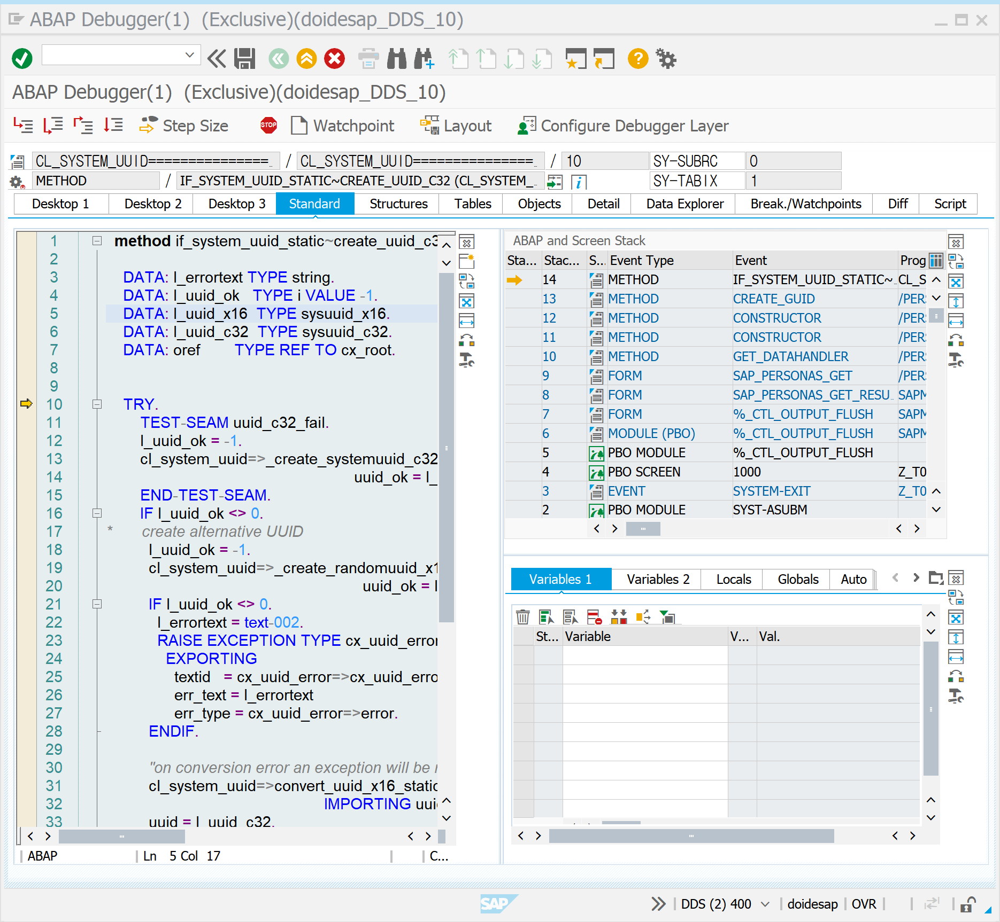 ABAP Debugger(1) (Exclusive)(doidesap_DDS_10)
ABAP Debugger(1) (Exclusive)(doidesap_DDS_10)
Step Size STOP Watchpoint Layout Configure Debugger Layer
CL_SYSTEM_UUID===============.. / CL_SYSTEM_UUID===============.. / 10 SY-SUBRC 0
METHOD / IF_SYSTEM_UUID_STATIC~CREATE_UUID_C32 (CL_SYSTEM_.. SY-TABIX 1
Desktop 1 Desktop 2 Desktop 3 Standard Structures Tables Objects Detail Data Explorer Break./Watchpoints Diff Script
1 method if_system_uuid_static~create_uuid_c3
2
3 DATA: l_errortext TYPE string.
4 DATA: l_uuid_ok TYPE i VALUE -1.
5 DATA: l_uuid_x16 TYPE sysuuid_x16.
6 DATA: l_uuid_c32 TYPE sysuuid_c32.
7 DATA: oref TYPE REF TO cx_root.
8
9
10 TRY.
11 TEST-SEAM uuid_c32_fail.
12 l_uuid_ok = -1.
13 cl_system_uuid=>_create_systemuuid_c32
14 uuid_ok = l_
15 END-TEST-SEAM.
16 IF l_uuid_ok <> 0.
17 * create alternative UUID
18 l_uuid_ok = -1.
19 cl_system_uuid=>_create_randomuuid_x1
20 uuid_ok = l
21 IF l_uuid_ok <> 0.
22 l_errortext = text-002.
23 RAISE EXCEPTION TYPE cx_uuid_error
24 EXPORTING
25 textid = cx_uuid_error=>cx_uuid_erro
26 err_text = l_errortext
27 err_type = cx_uuid_error=>error.
28 ENDIF.
29
30 "on conversion error an exception will be r
31 cl_system_uuid=>convert_uuid_x16_static
32 IMPORTING uui
33 uuid = l_uuid_c32.
ABAP Ln 5 Col 17 C...
ABAP and Screen Stack
Sta... Stac... S... Event Type Event Prog
14 METHOD IF_SYSTEM_UUID_STATIC~.. CL_S
13 METHOD CREATE_GUID /PERS
12 METHOD CONSTRUCTOR /PERS
11 METHOD CONSTRUCTOR /PERS
10 METHOD GET_DATAHANDLER /PERS
9 FORM SAP_PERSONAS_GET /PERS
8 FORM SAP_PERSONAS_GET_RESU.. SAPM
7 FORM %_CTL_OUTPUT_FLUSH SAPM
6 MODULE (PBO) %_CTL_OUTPUT_FLUSH SAPM
5 PBO MODULE %_CTL_OUTPUT_FLUSH
4 PBO SCREEN 1000 Z_T0
3 EVENT SYSTEM-EXIT Z_T0
2 PBO MODULE SYST-ASUBM
Variables 1 Variables 2 Locals Globals Auto
St... Variable V... Val.
SAP DDS (2) 400 doidesap OVR